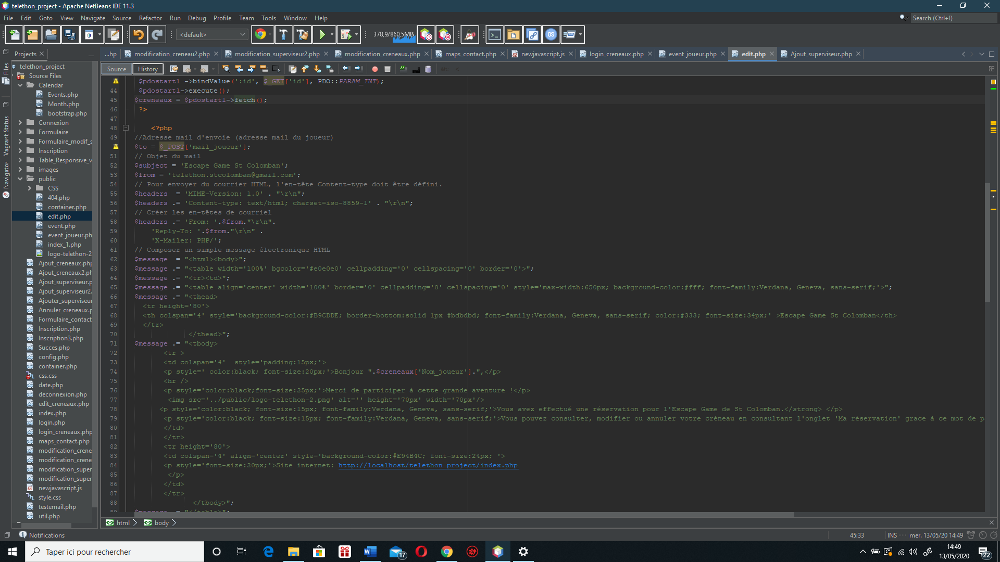 telethon_project - Apache NetBeans IDE 11.3
File Edit Goto View Navigate Source Refactor Run Debug Profile Team Tools Window Help
Search (Ctrl+I)
<default>
378,9/860,5MB
Projects
...hp
modification_creneau2.php
modification_superviseur2.php
modification_creneaux.php
maps_contact.php
newjavascript.js
login_creneaux.php
event_joueur.php
edit.php
Ajout_superviseur.php
Source History
Files
Vagrant Status
Navigator
telethon_project
Source Files
Calendar
Events.php
Month.php
bootstrap.php
Connexion
Formulaire
Formulaire_modif_s
Inscription
Table_Responsive_v
images
public
CSS
404.php
container.php
edit.php
event.php
event_joueur.ph
index_1.php
logo-telethon-2
Ajout_creneaux.php
Ajout_creneaux2.ph
Ajout_superviseur.p
Ajout_superviseur2.
Ajouter_superviseur
Annuler_creneaux.p
Formulaire_contact
Inscription.php
Inscription3.php
Succes.php
config.php
container.php
css.css
date.php
deconnexion.php
edit_creneaux.php
index.php
login.php
login_creneaux.php
maps_contact.php
modification_crene
modification_crene
modification_super
modification_super
newjavascript.js
style.css
testemail.php
util.php
$pdostart1 ->bindValue(':id', $_GET['id'], PDO::PARAM_INT);
44 $pdostart1->execute();
45 $creneaux = $pdostart1->fetch();
46 ?>
47
48 <?php
49 //Adresse mail d'envoie (adresse mail du joueur)
$to = $_POST['mail_joueur'];
51 // Objet du mail
52 $subject = 'Escape Game St Colomban';
53 $from = 'telethon.stcolomban@gmail.com';
54 // Pour envoyer du courrier HTML, l'en-tête Content-type doit être défini.
55 $headers  = 'MIME-Version: 1.0' . "\r\n";
56 $headers .= 'Content-type: text/html; charset=iso-8859-1' . "\r\n";
57 // Créer les en-têtes de courriel
58 $headers .= 'From: '.$from."\r\n".
59 'Reply-To: '.$from."\r\n" .
60 'X-Mailer: PHP/';
61 // Composer un simple message électronique HTML
62 $message  = "<html><body>";
63 $message .= "<table width='100%' bgcolor='#e0e0e0' cellpadding='0' cellspacing='0' border='0'>";
64 $message .= "<tr><td>";
65 $message .= "<table align='center' width='100%' border='0' cellpadding='0' cellspacing='0' style='max-width:650px; background-color:#fff; font-family:Verdana, Geneva, sans-serif;'>";
66 $message .= "<thead>
67 <tr height='80'>
68 <th colspan='4' style='background-color:#B9CDDE; border-bottom:solid 1px #bdbdbd; font-family:Verdana, Geneva, sans-serif; color:#333; font-size:34px;' >Escape Game St Colomban</th>
69 </tr>
70 </thead>";
71 $message .= "<tbody>
72 <tr >
73 <td colspan='4'  style='padding:15px;'>
74 <p style=' color:black; font-size:20px;'>Bonjour ".$creneaux['Nom_joueur'].",</p>
75 <hr />
76 <p style='color:black;font-size:25px;'>Merci de participer à cette grande aventure !</p>
77 <img src='../public/logo-telethon-2.png' alt='' height='70px' width='70px'/>
78 <p style='color:black; font-size:15px; font-family:Verdana, Geneva, sans-serif;'>Vous avez effectué une réservation pour l'Escape Game de St Colomban.</strong> </p>
79 <p style='color:black; font-size:15px; font-family:Verdana, Geneva, sans-serif;'>Vous pouvez consulter, modifier ou annuler votre créneau en consultant l'onglet 'Ma réservation' grace à ce mot de p
80 </td>
81 </tr>
82 <tr height='80'>
83 <td colspan='4' align='center' style='background-color:#E94B4C; font-size:24px; '>
84 <p style='font-size:20px;'>Site internet: http://localhost/telethon_project/index.php
85 </p>
86 </td>
87 </tr>
88 </tbody>";
89 $message .= "</table>";
html body
Notifications
45:33 INS mer. 13/05/20 14:49
Taper ici pour rechercher
17
14:49
13/05/2020
22